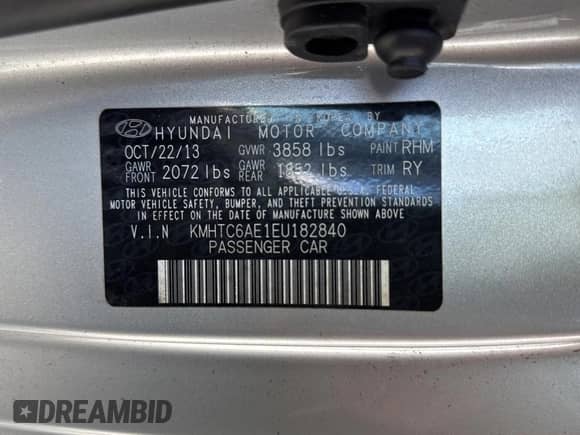 MANUFACTURED IN KOREA BY
HYUNDAI MOTOR COMPANY
OCT/22/13 GVWR 3858 lbs PAINT RHM
GAWR FRONT 2072 lbs GAWR REAR lbs TRIM RY
THIS VEHICLE CONFORMS TO ALL APPLICABLE U.S. FEDERAL
MOTOR VEHICLE SAFETY, BUMPER, AND THEFT PREVENTION STANDARDS
IN EFFECT ON THE DATE OF MANUFACTURE SHOWN ABOVE.
V.I.N KMHTC6AE1EU182840
PASSENGER CAR
DREAMBID